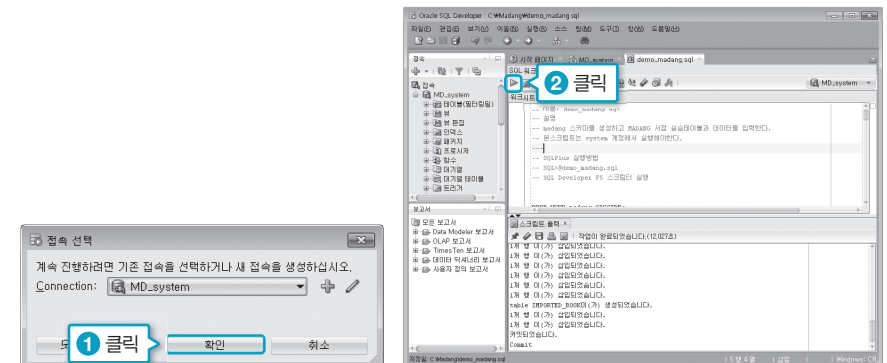 접속 선택
계속 진행하려면 기존 접속을 선택하거나 새 접속을 생성하십시오.
Connection: MD_system
1 클릭
확인
취소
Oracle SQL Developer : C:₩Madang₩demo_madang.sql
파일(F) 편집(E) 보기(V) 이동(N) 실행(R) 소스 팀(M) 도구(T) 창(W) 도움말(H)
접속
시작 페이지 MD_system demo_madang.sql
SQL 워크
2 클릭
MD_system
워크시트
접속
MD_system
테이블(필터링됨)
뷰
뷰 편집
인덱스
패키지
프로시저
함수
대기열
대기열 테이블
트리거
-- 이름: demo_madang.sql
-- 설명
-- madang 스키마를 생성하고 MADANG 서점 실습테이블과 데이터를 입력한다.
-- 본스크립트는 system 계정에서 실행해야한다.
-- SQLPlus 실행방법
-- SQL>@demo_madang.sql
-- SQL Developer F5 스크립터 실행
보고서
모든 보고서
Data Modeler 보고서
OLAP 보고서
TimesTen 보고서
데이터 딕셔너리 보고서
사용자 정의 보고서
스크립트 출력
작업이 완료되었습니다.(12,027초)
1개 행 이(가) 삽입되었습니다.
1개 행 이(가) 삽입되었습니다.
1개 행 이(가) 삽입되었습니다.
1개 행 이(가) 삽입되었습니다.
1개 행 이(가) 삽입되었습니다.
table IMPORTED_BOOK이(가) 생성되었습니다.
1개 행 이(가) 삽입되었습니다.
1개 행 이(가) 삽입되었습니다.
커밋되었습니다.
Commit
저장됨: C:\Madang\demo_madang.sql
5 행 4 열
삽입
Windows: CR